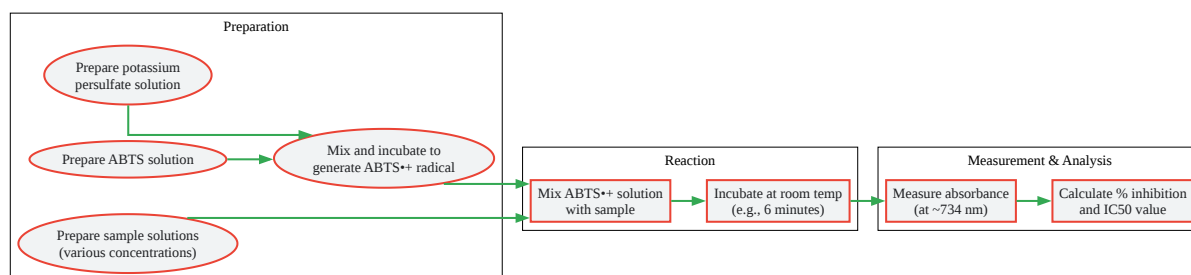 Preparation
Prepare potassium
persulfate solution
Prepare ABTS solution
Mix and incubate to
generate ABTS•+ radical
Prepare sample solutions
(various concentrations)
Reaction
Mix ABTS•+ solution
with sample
Incubate at room temp
(e.g., 6 minutes)
Measurement & Analysis
Measure absorbance
(at ~734 nm)
Calculate % inhibition
and IC50 value